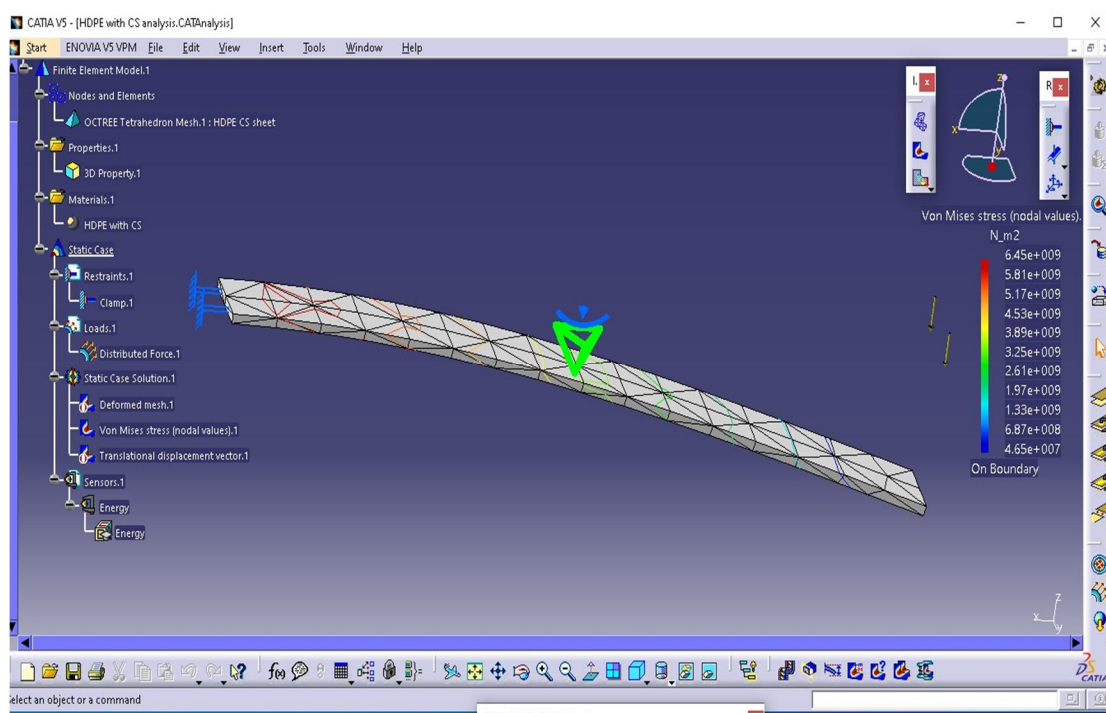 CATIA V5 - [HDPE with CS analysis.CATAnalysis]
Start ENOVIA V5 VPM File Edit View Insert Tools Window Help
Finite Element Model.1
Nodes and Elements
OCTREE Tetrahedron Mesh.1 : HDPE CS sheet
Properties.1
3D Property.1
Materials.1
HDPE with CS
Static Case
Restraints.1
Clamp.1
Loads.1
Distributed Force.1
Static Case Solution.1
Deformed mesh.1
Von Mises stress (nodal values).1
Translational displacement vector.1
Sensors.1
Energy
Energy
I.
R
z
x
y
Von Mises stress (nodal values).
N_m2
6.45e+009
5.81e+009
5.17e+009
4.53e+009
3.89e+009
3.25e+009
2.61e+009
1.97e+009
1.33e+009
6.87e+008
4.65e+007
On Boundary
z
x
y
f(x)
CATIA
Select an object or a command